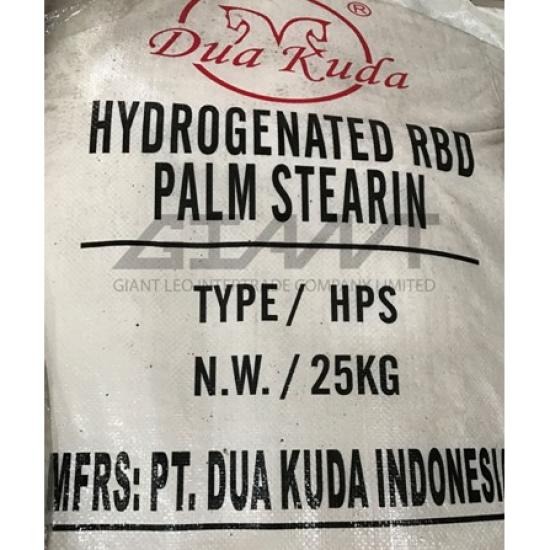 Dua Kuda ®
HYDROGENATED RBD
PALM STEARIN
GIANT
GIANT LEO INTERTRADE COMPANY LIMITED
TYPE / HPS
N.W. / 25KG
MFRS: PT. DUA KUDA INDONESI